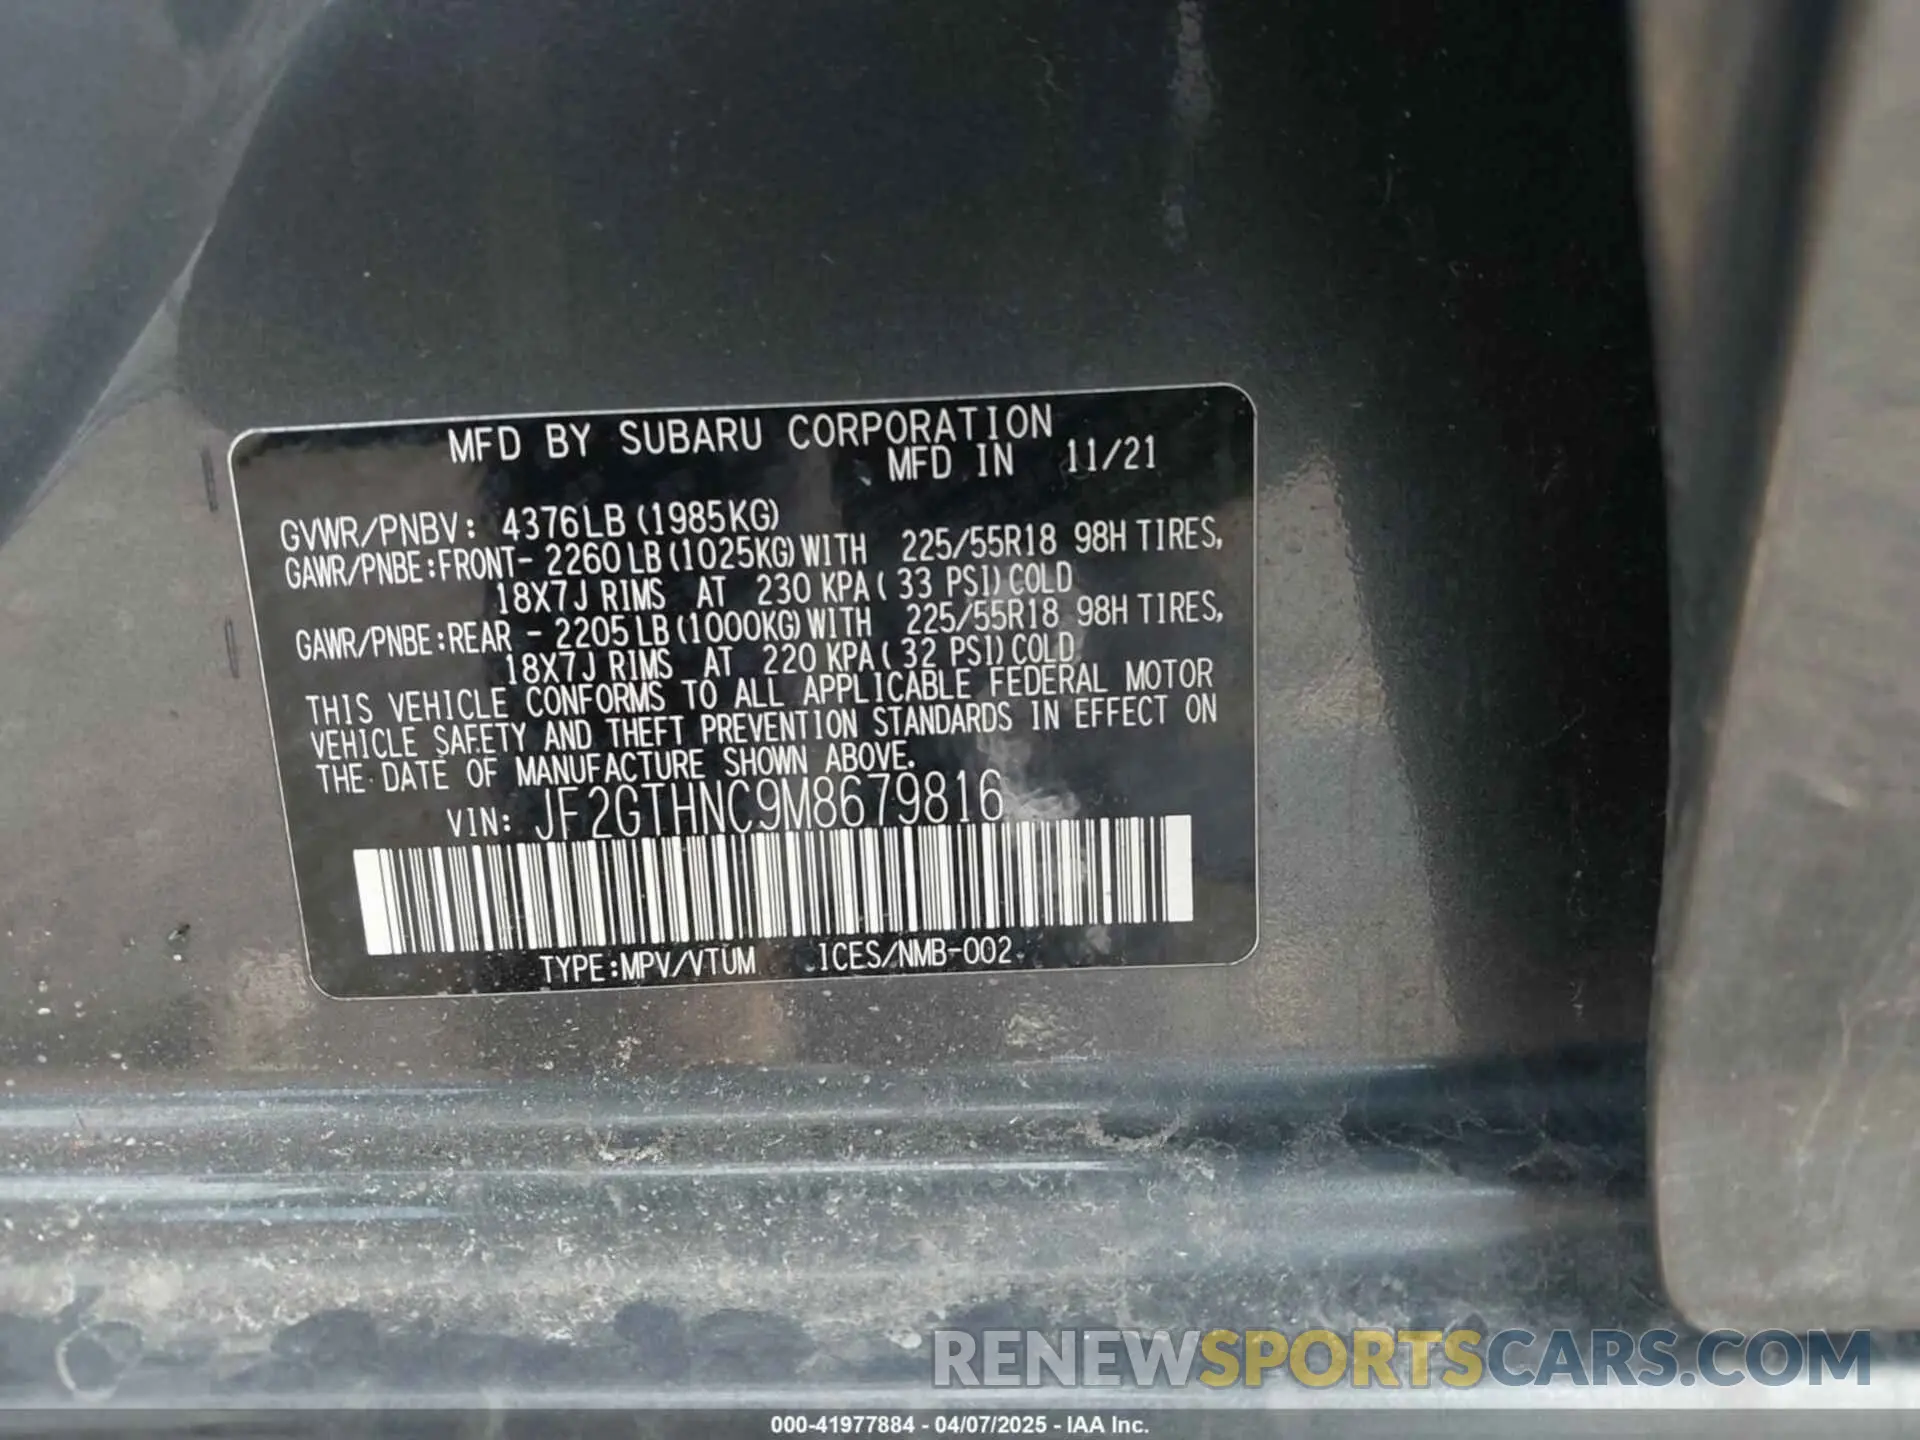 MFD BY SUBARU CORPORATION
MFD IN 11/21
GVWR/PNBV: 4376LB (1985KG)
GAWR/PNBE:FRONT- 2260 LB (1025KG) WITH 225/55R18 98H TIRES,
18X7J RIMS AT 230 KPA ( 33 PSI) COLD
GAWR/PNBE:REAR - 2205 LB (1000KG) WITH 225/55R18 98H TIRES,
18X7J RIMS AT 220 KPA ( 32 PSI) COLD
THIS VEHICLE CONFORMS TO ALL APPLICABLE FEDERAL MOTOR
VEHICLE SAFETY AND THEFT PREVENTION STANDARDS IN EFFECT ON
THE DATE OF MANUFACTURE SHOWN ABOVE.
VIN: JF2GTHNC9M8679816
TYPE:MPV/VTUM ICES/NMB-002
RENEWSPORTSCARS.COM
000-41977884 - 04/07/2025 - IAA Inc.